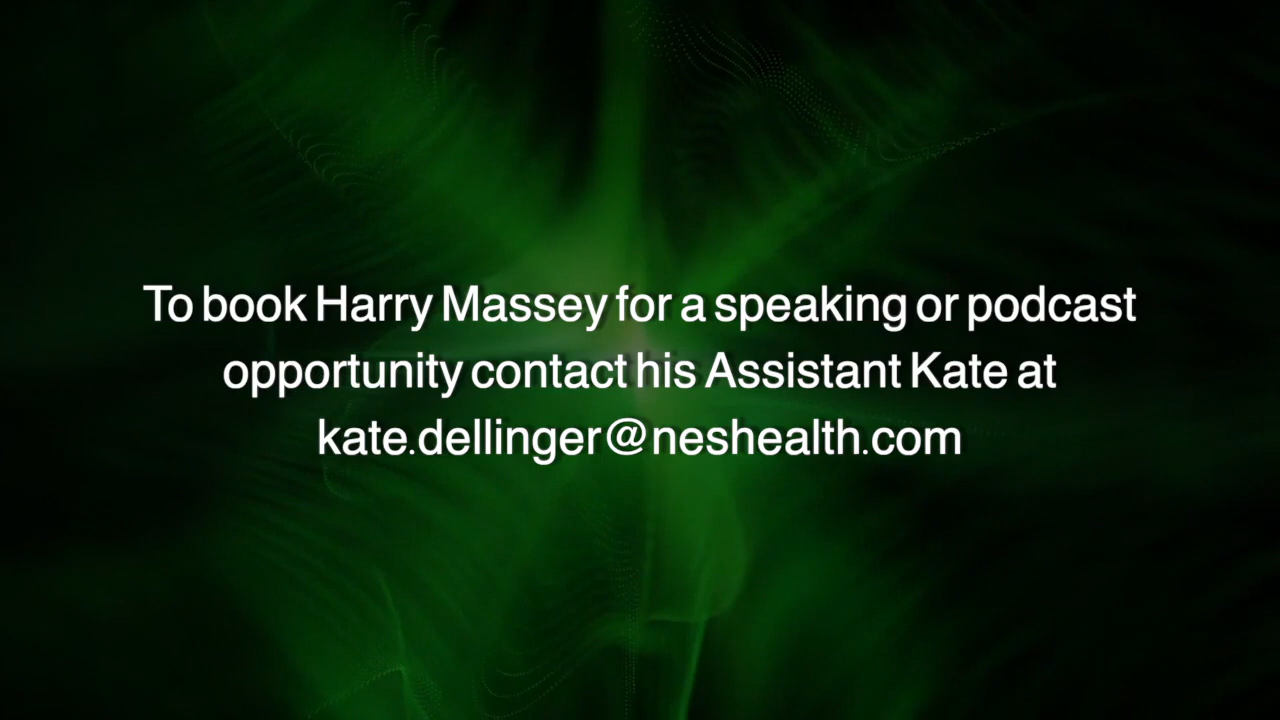 To book Harry Massey for a speaking or podcast
opportunity contact his Assistant Kate at
kate.dellinger@neshealth.com